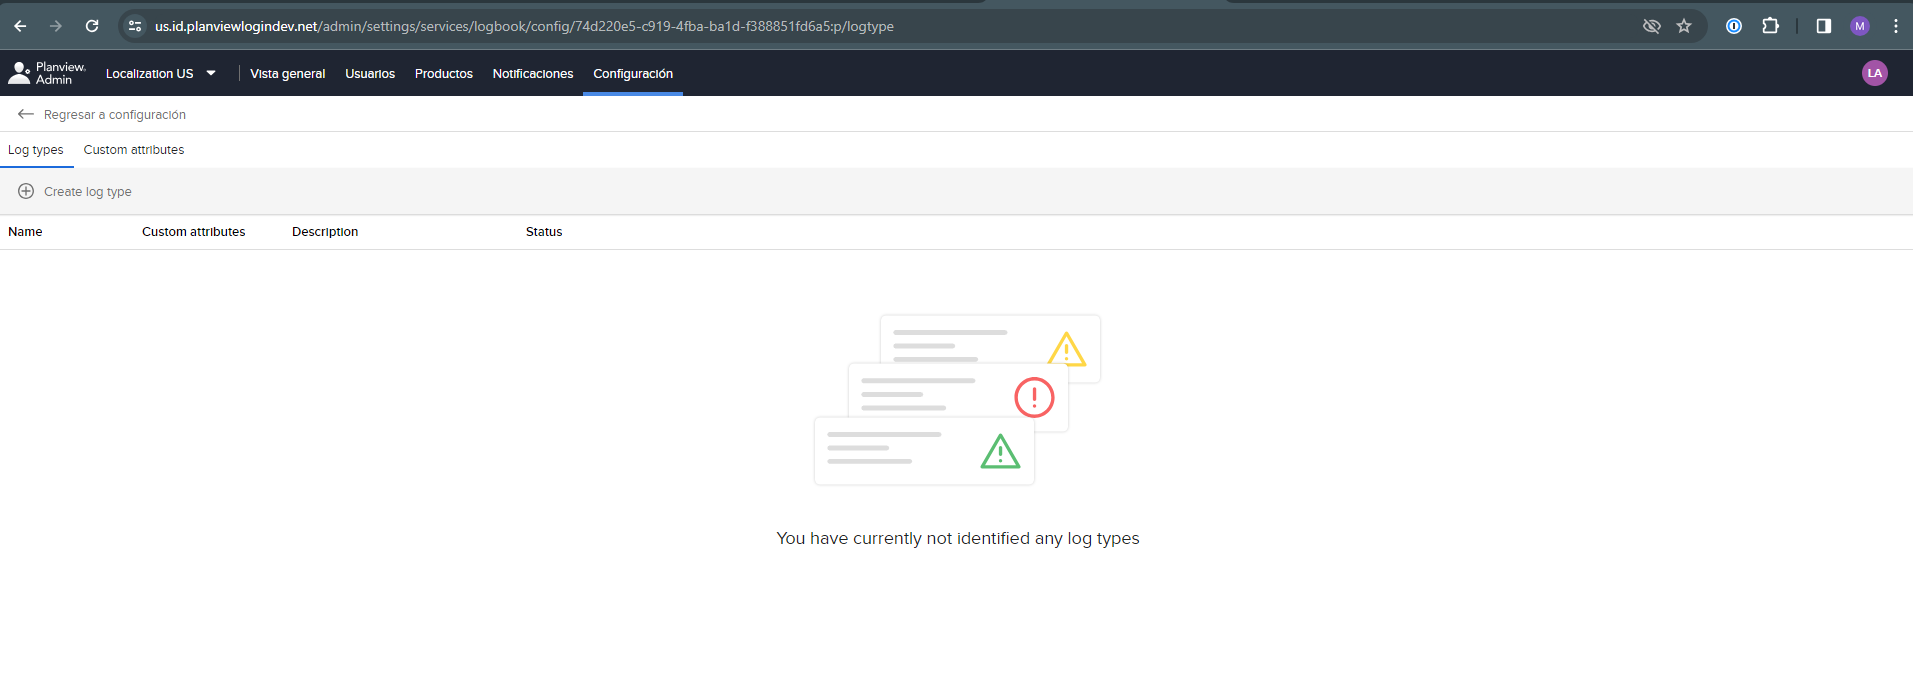 us.id.planviewlogindev.net/admin/settings/services/logbook/config/74d220e5-c919-4fba-ba1d-f388851fd6a5:p/logtype
M
Planview.
Admin
Localization US
Vista general
Usuarios
Productos
Notificaciones
Configuración
LA
Regresar a configuración
Log types
Custom attributes
Create log type
Name
Custom attributes
Description
Status
You have currently not identified any log types